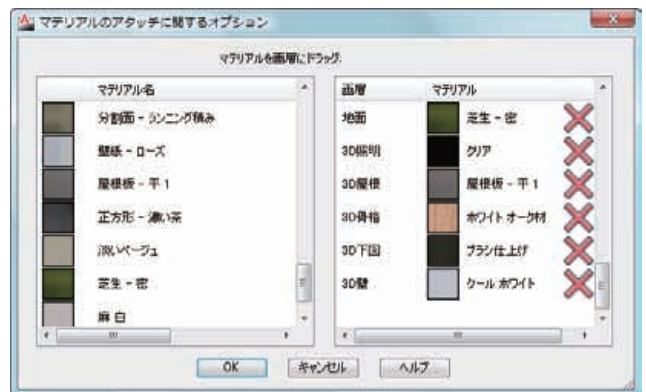 マテリアルのアタッチに関するオプション
マテリアルを画層にドラッグ:
マテリアル名
分割面 - ランニング積み
壁紙 - ローズ
屋根板 - 平 1
正方形 - 濃い茶
淡いベージュ
芝生 - 密
麻 白
画層 マテリアル
地面 芝生 - 密
3D照明 クリア
3D屋根 屋根板 - 平 1
3D骨格 ホワイト オーク材
3D下図 ブラシ仕上げ
3D壁 クール ホワイト
OK キャンセル ヘルプ